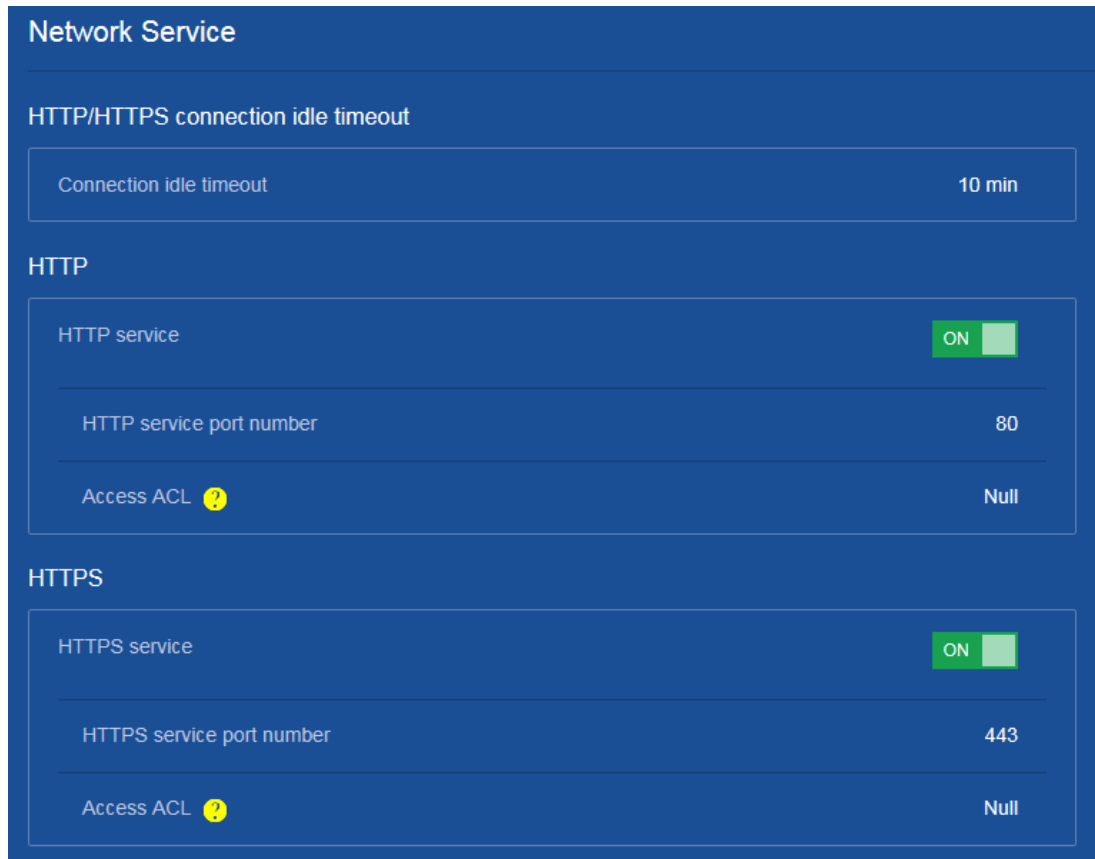 Network Service
HTTP/HTTPS connection idle timeout
Connection idle timeout 10 min
HTTP
HTTP service ON
HTTP service port number 80
Access ACL ? Null
HTTPS
HTTPS service ON
HTTPS service port number 443
Access ACL ? Null